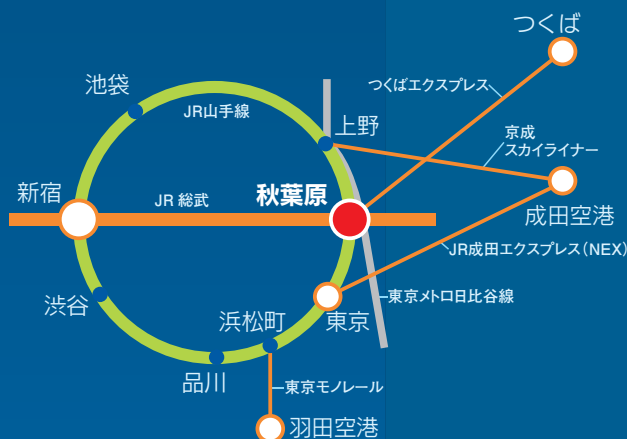 つくば
つくばエクスプレス
池袋
JR山手線
上野
京成
スカイライナー
新宿
JR 総武
秋葉原
成田空港
JR成田エクスプレス（NEX）
渋谷
浜松町
東京
東京メトロ日比谷線
品川
東京モノレール
羽田空港